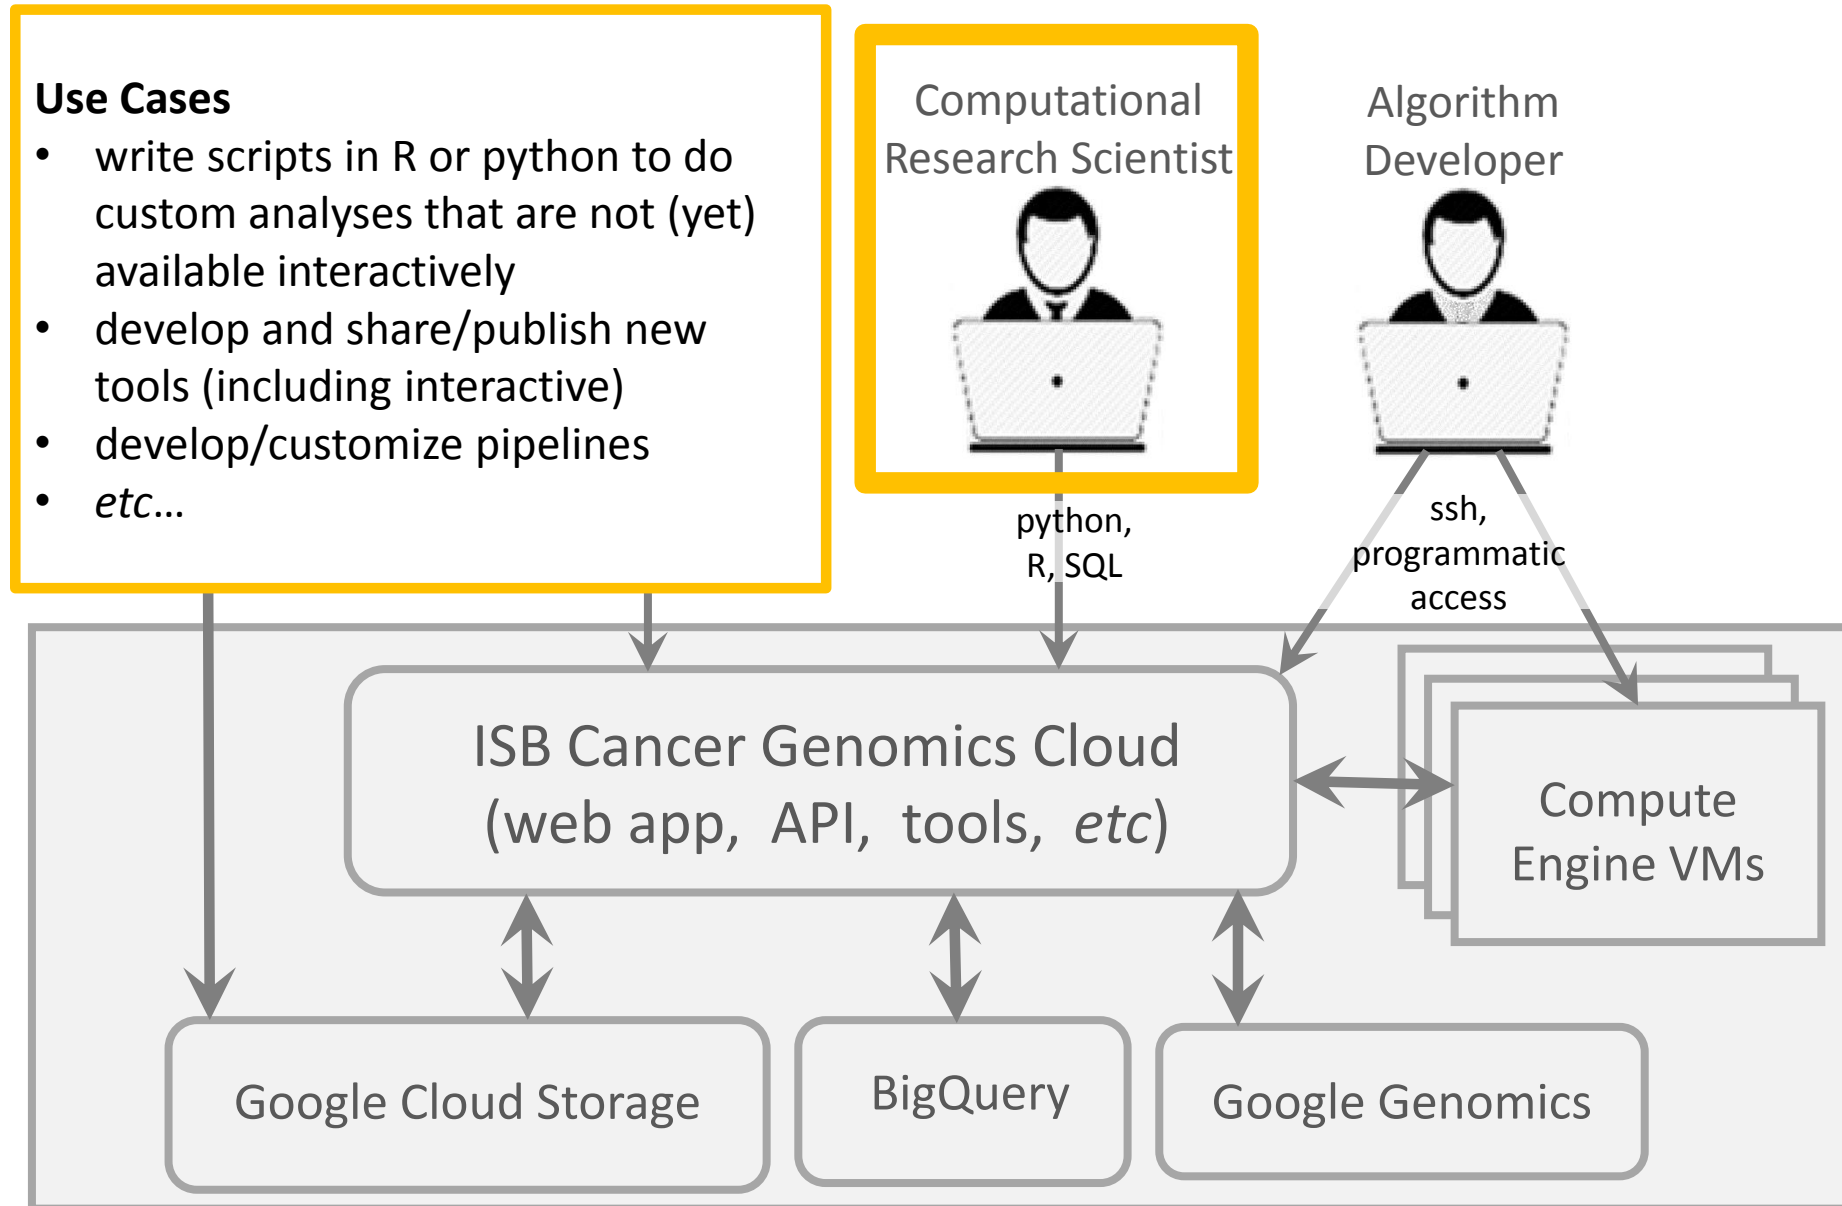 Use Cases
• write scripts in R or python to do
custom analyses that are not (yet)
available interactively
• develop and share/publish new
tools (including interactive)
• develop/customize pipelines
• etc…
Computational
Research Scientist
Algorithm
Developer
python,
R, SQL
ssh,
programmatic
access
ISB Cancer Genomics Cloud
(web app, API, tools, etc)
Compute
Engine VMs
Google Cloud Storage
BigQuery
Google Genomics